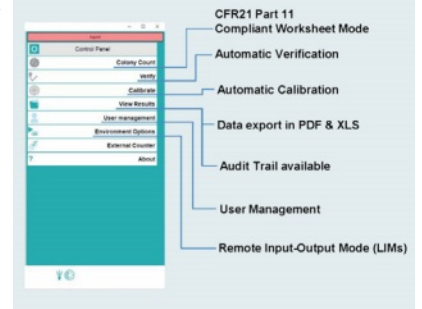 CFR21 Part 11
Compliant Worksheet Mode
Control Panel
Colony Count
Automatic Verification
Verify
Calibrate
Automatic Calibration
View Results
User management
Data export in PDF & XLS
Environment Options
External Counter
? About
Audit Trail available
User Management
Remote Input-Output Mode (LIMs)